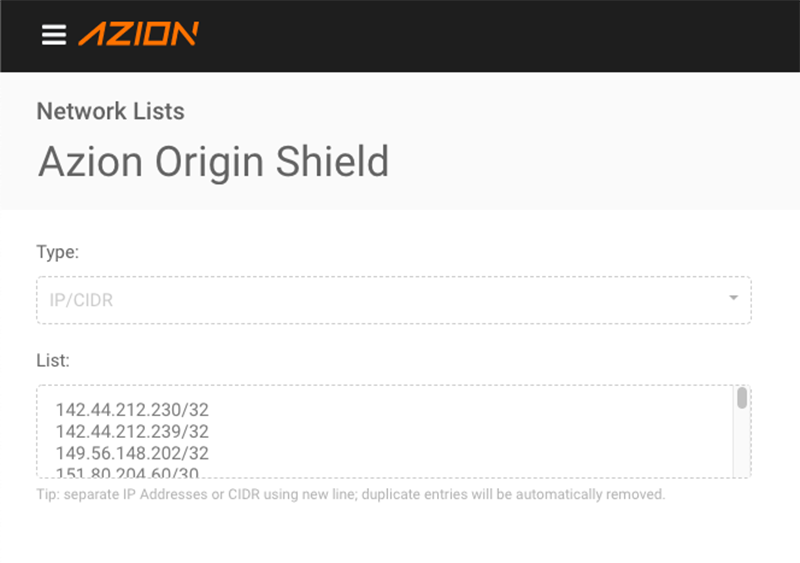 AZION
Network Lists
Azion Origin Shield
Type:
IP/CIDR
List:
142.44.212.230/32
142.44.212.239/32
149.56.148.202/32
151.80.204.60/30
Tip: separate IP Addresses or CIDR using new line; duplicate entries will be automatically removed.